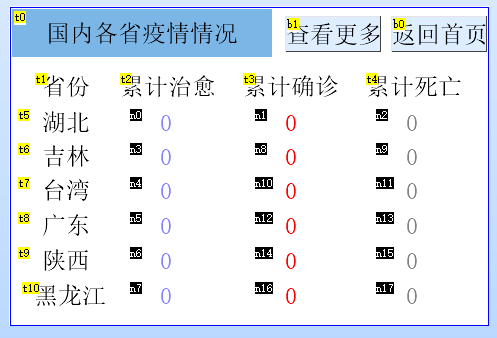 t0 国内各省疫情情况 b1 查看更多 b0 返回首页
t1 省份 t2 累计治愈 t3 累计确诊 t4 累计死亡
t5 湖北 n0 0 n1 0 n2 0
t6 吉林 n3 0 n8 0 n9 0
t7 台湾 n4 0 n10 0 n11 0
t8 广东 n5 0 n12 0 n13 0
t9 陕西 n6 0 n14 0 n15 0
t10 黑龙江 n7 0 n16 0 n17 0